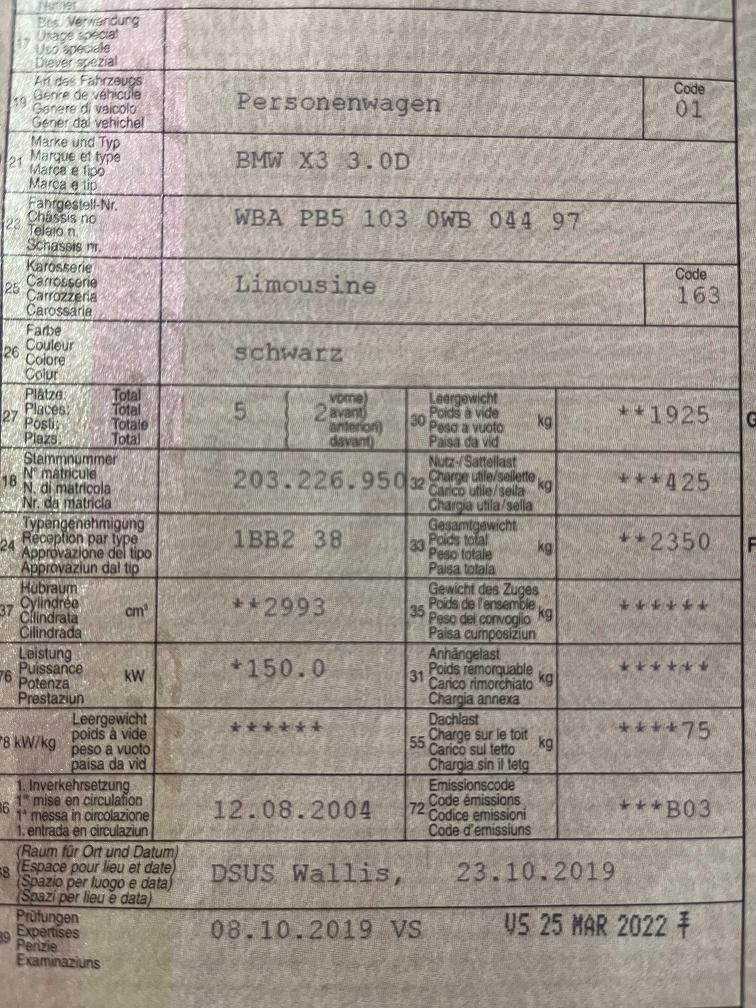 17 Bes. Verwendung
Usage spécial
Uso speciale
Diever spezial
19 Art des Fahrzeugs
Genre de véhicule
Genere di veicolo
Gener dal vehichel
Personenwagen
Code
01
21 Marke und Typ
Marque et type
Marca e tipo
Marca e tip
BMW X3 3.0D
23 Fahrgestell-Nr.
Châssis no
Telaio n.
Schassis nr.
WBA PB5 103 0WB 044 97
25 Karosserie
Carrosserie
Carrozzeria
Carossaria
Limousine
Code
163
26 Farbe
Couleur
Colore
Colur
schwarz
27 Plätze: Total
Places: Total
Posti: Totale
Plazs: Total
5
( vorne)
2 avant)
anteriori)
davant)
30 Leergewicht
Poids à vide
Peso a vuoto
Paisa da vid
kg
**1925
G
18 Stammnummer
N° matricule
N. di matricola
Nr. da matricla
203.226.950
32 Nutz-/Sattellast
Charge utile/sellette
Carico utile/sella
Chargia utila/sella
kg
***425
24 Typengenehmigung
Réception par type
Approvazione del tipo
Approvaziun dal tip
1BB2 38
33 Gesamtgewicht
Poids total
Peso totale
Paisa totala
kg
**2350
F
37 Hubraum
Cylindrée
Cilindrata
Cilindrada
cm³
**2993
35 Gewicht des Zuges
Poids de l'ensemble
Peso del convoglio
Paisa cumposiziun
kg
******
76 Leistung
Puissance
Potenza
Prestaziun
kW
*150.0
31 Anhängelast
Poids remorquable
Carico rimorchiato
Chargia annexa
kg
******
78 kW/kg
Leergewicht
poids à vide
peso a vuoto
paisa da vid
******
55 Dachlast
Charge sur le toit
Carico sul tetto
Chargia sin il tetg
kg
****75
36 1. Inverkehrsetzung
1re mise en circulation
1a messa in circolazione
1. entrada en circulaziun
12.08.2004
72 Emissionscode
Code émissions
Codice emissioni
Code d'emissiuns
***B03
38 (Raum für Ort und Datum)
(Espace pour lieu et date)
(Spazio per luogo e data)
(Spazi per lieu e data)
DSUS Wallis, 23.10.2019
39 Prüfungen
Expertises
Perizie
Examinaziuns
08.10.2019 VS
VS 25 MAR 2022